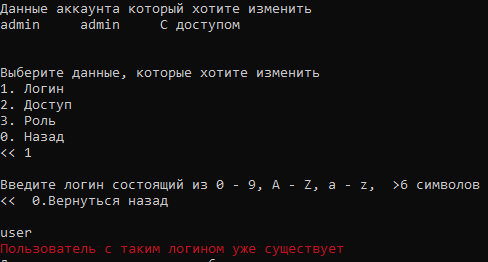 Данные аккаунта который хотите изменить
admin admin С доступом
Выберите данные, которые хотите изменить
1. Логин
2. Доступ
3. Роль
0. Назад
<< 1
Введите логин состоящий из 0 - 9, A - Z, a - z, >6 символов
<< 0.Вернуться назад
user
Пользователь с таким логином уже существует